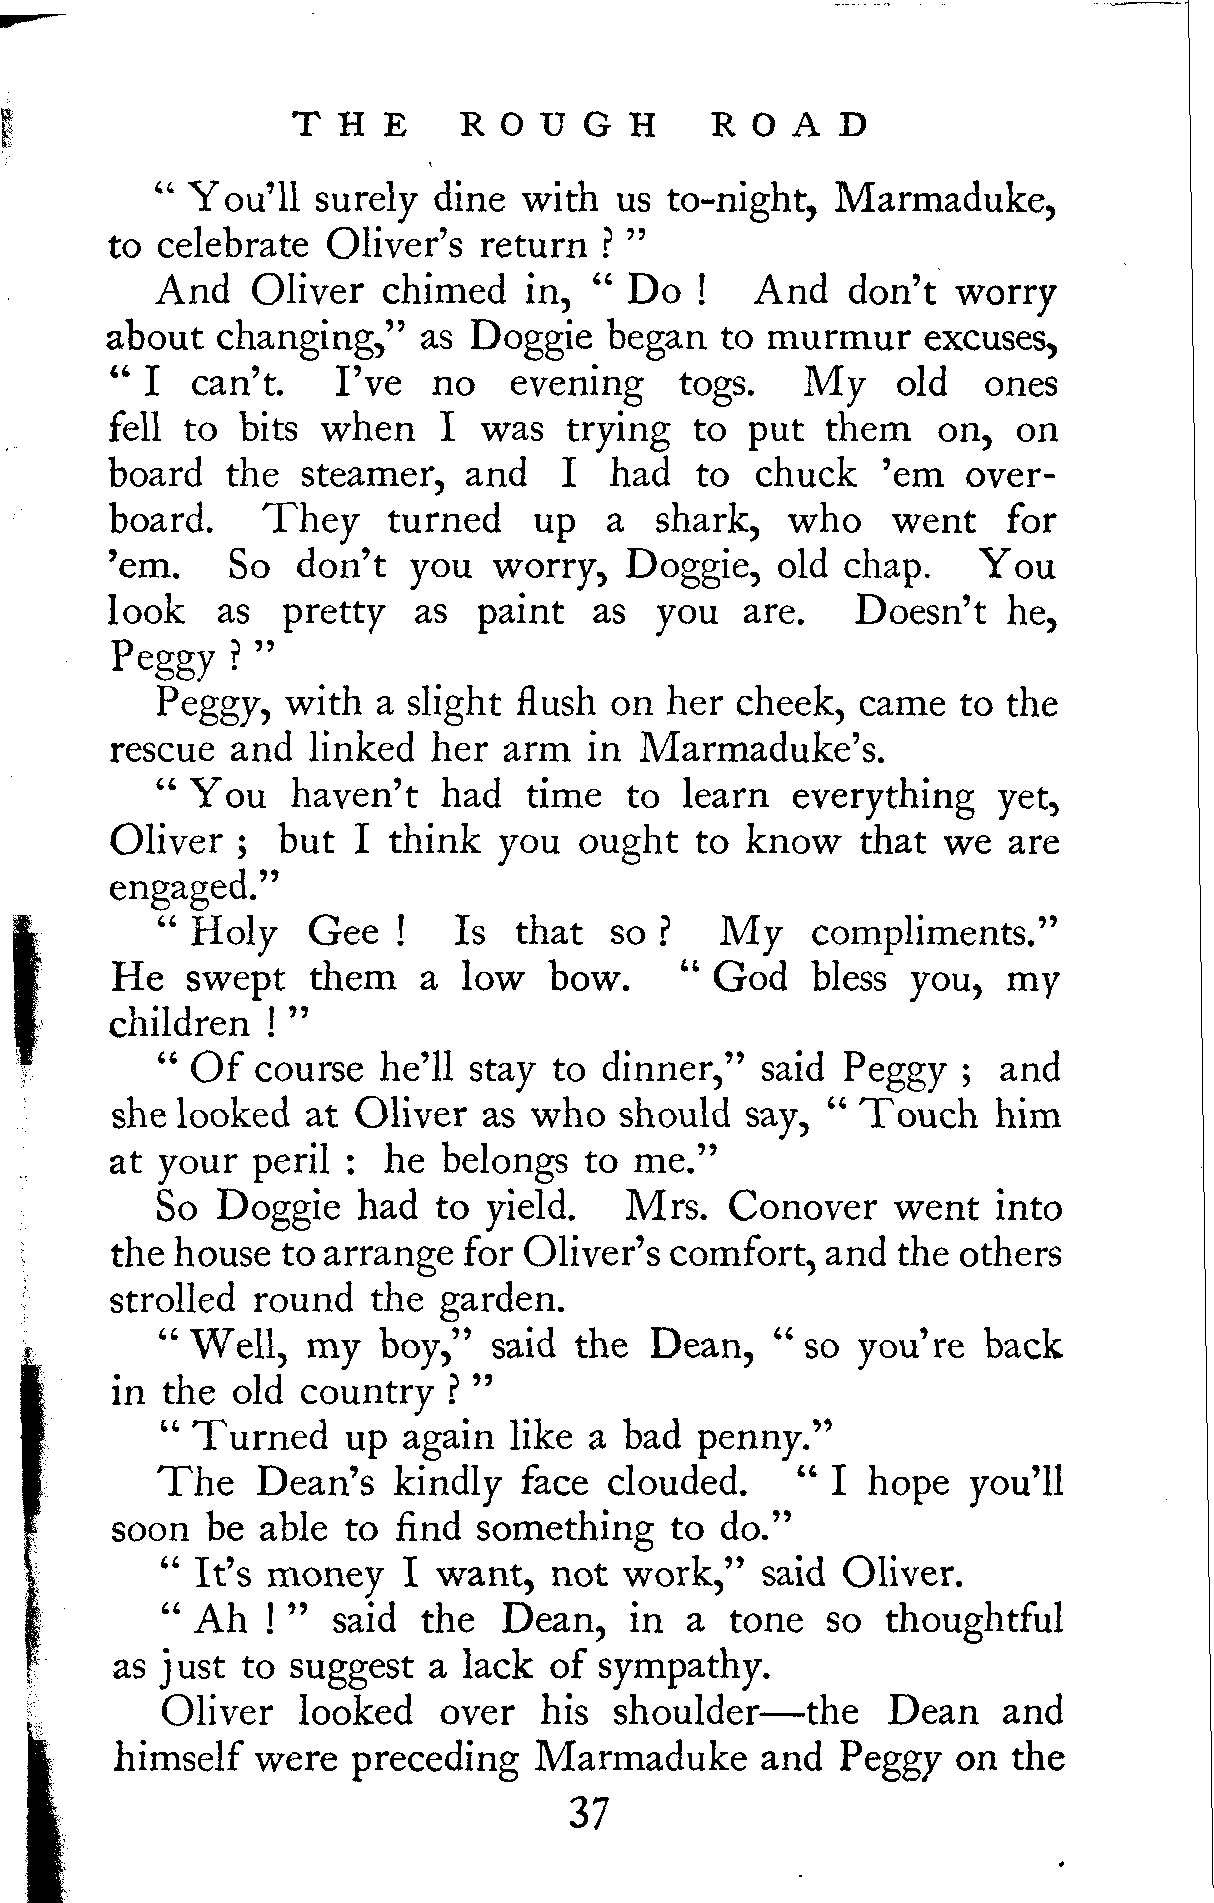 THE ROUGH ROAD
“ You’ll surely dine with us to-night, Marmaduke,
to celebrate Oliver’s return ? ”
And Oliver chimed in, “ Do ! And don’t worry
about changing,” as Doggie began to murmur excuses,
“ I can’t. I’ve no evening togs. My old ones
fell to bits when I was trying to put them on, on
board the steamer, and I had to chuck ’em over-
board. They turned up a shark, who went for
’em. So don’t you worry, Doggie, old chap. You
look as pretty as paint as you are. Doesn’t he,
Peggy ? ”
Peggy, with a slight flush on her cheek, came to the
rescue and linked her arm in Marmaduke’s.
“ You haven’t had time to learn everything yet,
Oliver ; but I think you ought to know that we are
engaged.”
“ Holy Gee ! Is that so ? My compliments.”
He swept them a low bow. “ God bless you, my
children ! ”
“ Of course he’ll stay to dinner,” said Peggy ; and
she looked at Oliver as who should say, “ Touch him
at your peril : he belongs to me.”
So Doggie had to yield. Mrs. Conover went into
the house to arrange for Oliver’s comfort, and the others
strolled round the garden.
“ Well, my boy,” said the Dean, “ so you’re back
in the old country ? ”
“ Turned up again like a bad penny.”
The Dean’s kindly face clouded. “ I hope you’ll
soon be able to find something to do.”
“ It’s money I want, not work,” said Oliver.
“ Ah ! ” said the Dean, in a tone so thoughtful
as just to suggest a lack of sympathy.
Oliver looked over his shoulder—the Dean and
himself were preceding Marmaduke and Peggy on the
37